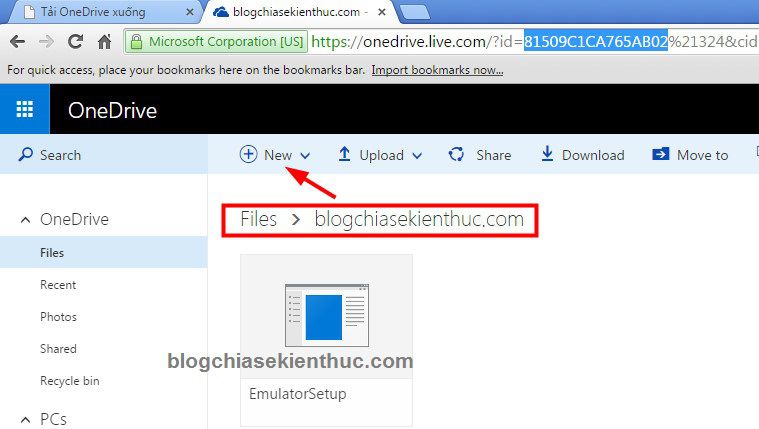 Tải OneDrive xuống
blogchiasekienthuc.com -
Microsoft Corporation [US] https://onedrive.live.com/?id=81509C1CA765AB02%21324&cid
For quick access, place your bookmarks here on the bookmarks bar. Import bookmarks now...
OneDrive
Search
New Upload Share Download Move to
Files > blogchiasekienthuc.com
OneDrive
Files
Recent
Photos
Shared
Recycle bin
PCs
blogchiasekienthuc.com
EmulatorSetup